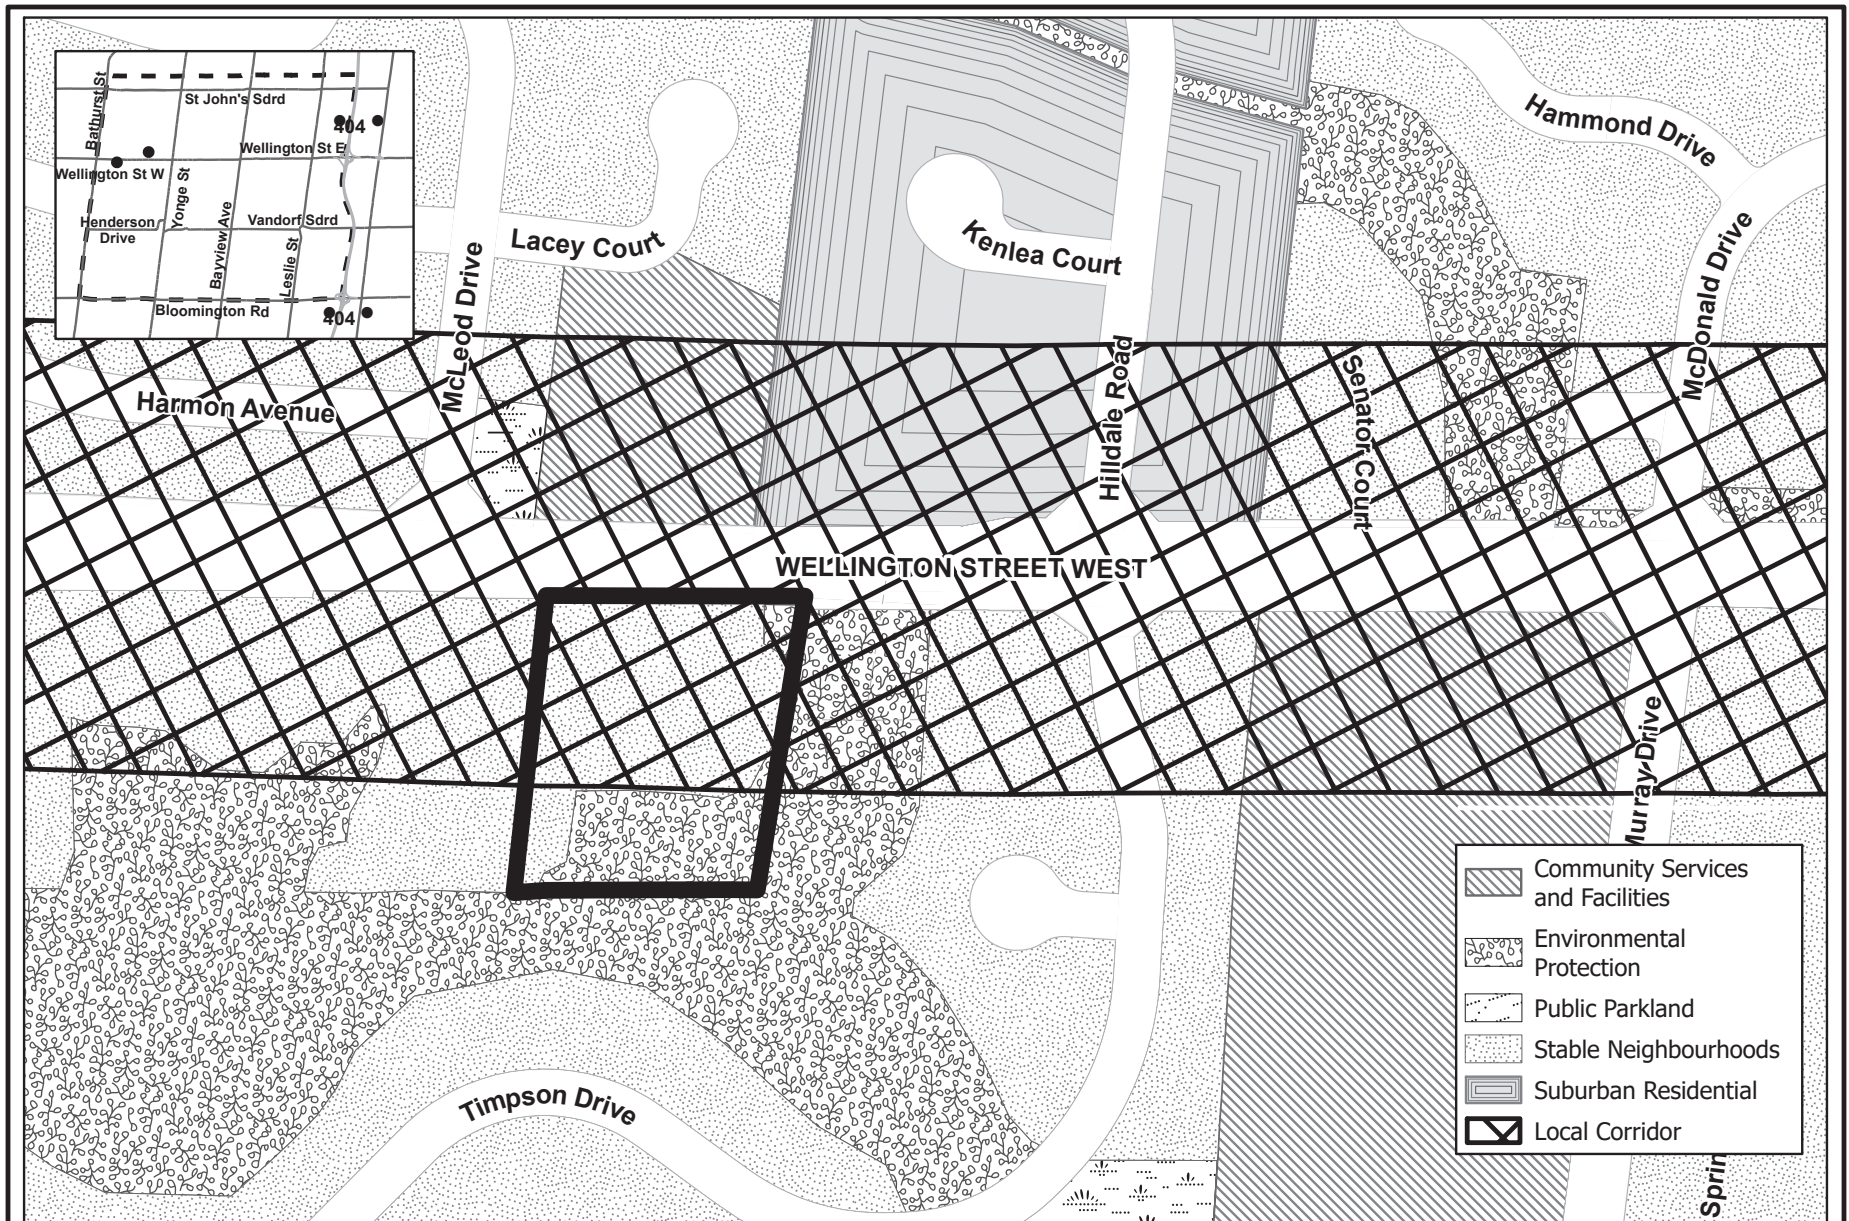 Bathurst St
St John's Sdrd
404
Wellington St E
Wellington St W
Yonge St
Henderson
Drive
Bayview Ave
Vandorf Sdrd
Leslie St
Bloomington Rd
404
Hammond Drive
Lacey Court
Kenlea Court
McLeod Drive
McDonald Drive
Harmon Avenue
Hilldale Road
Senator Court
WELLINGTON STREET WEST
Murray Drive
Timpson Drive
Community Services
and Facilities
Environmental
Protection
Public Parkland
Stable Neighbourhoods
Suburban Residential
Local Corridor
Sprin